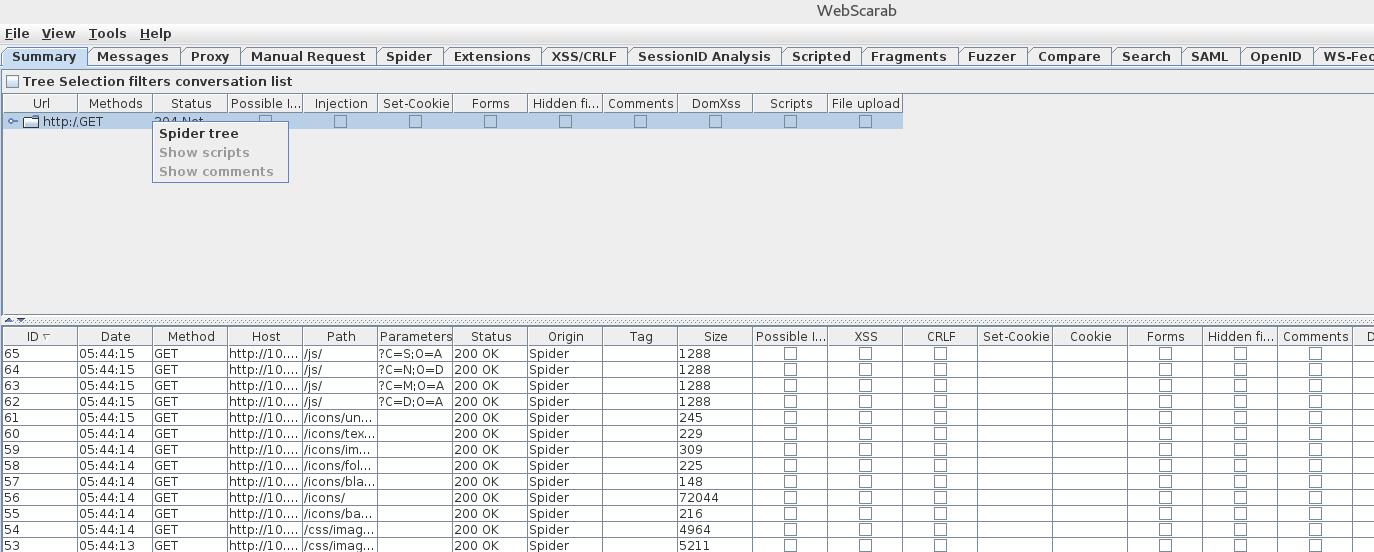 WebScarab
File View Tools Help
Summary Messages Proxy Manual Request Spider Extensions XSS/CRLF SessionID Analysis Scripted Fragments Fuzzer Compare Search SAML OpenID WS-Fec
Tree Selection filters conversation list
Url Methods Status Possible I... Injection Set-Cookie Forms Hidden fi... Comments DomXss Scripts File upload
http:/, GET 304 Not
Spider tree
Show scripts
Show comments
ID Date Method Host Path Parameters Status Origin Tag Size Possible I... XSS CRLF Set-Cookie Cookie Forms Hidden fi... Comments D
65 05:44:15 GET http://10.... /js/ ?C=S;O=A 200 OK Spider 1288
64 05:44:15 GET http://10.... /js/ ?C=N;O=D 200 OK Spider 1288
63 05:44:15 GET http://10.... /js/ ?C=M;O=A 200 OK Spider 1288
62 05:44:15 GET http://10.... /js/ ?C=D;O=A 200 OK Spider 1288
61 05:44:15 GET http://10.... /icons/un... 200 OK Spider 245
60 05:44:14 GET http://10.... /icons/tex... 200 OK Spider 229
59 05:44:14 GET http://10.... /icons/im... 200 OK Spider 309
58 05:44:14 GET http://10.... /icons/fol... 200 OK Spider 225
57 05:44:14 GET http://10.... /icons/bla... 200 OK Spider 148
56 05:44:14 GET http://10.... /icons/ 200 OK Spider 72044
55 05:44:14 GET http://10.... /icons/ba... 200 OK Spider 216
54 05:44:14 GET http://10.... /css/imag... 200 OK Spider 4964
53 05:44:13 GET http://10.... /css/imag... 200 OK Spider 5211